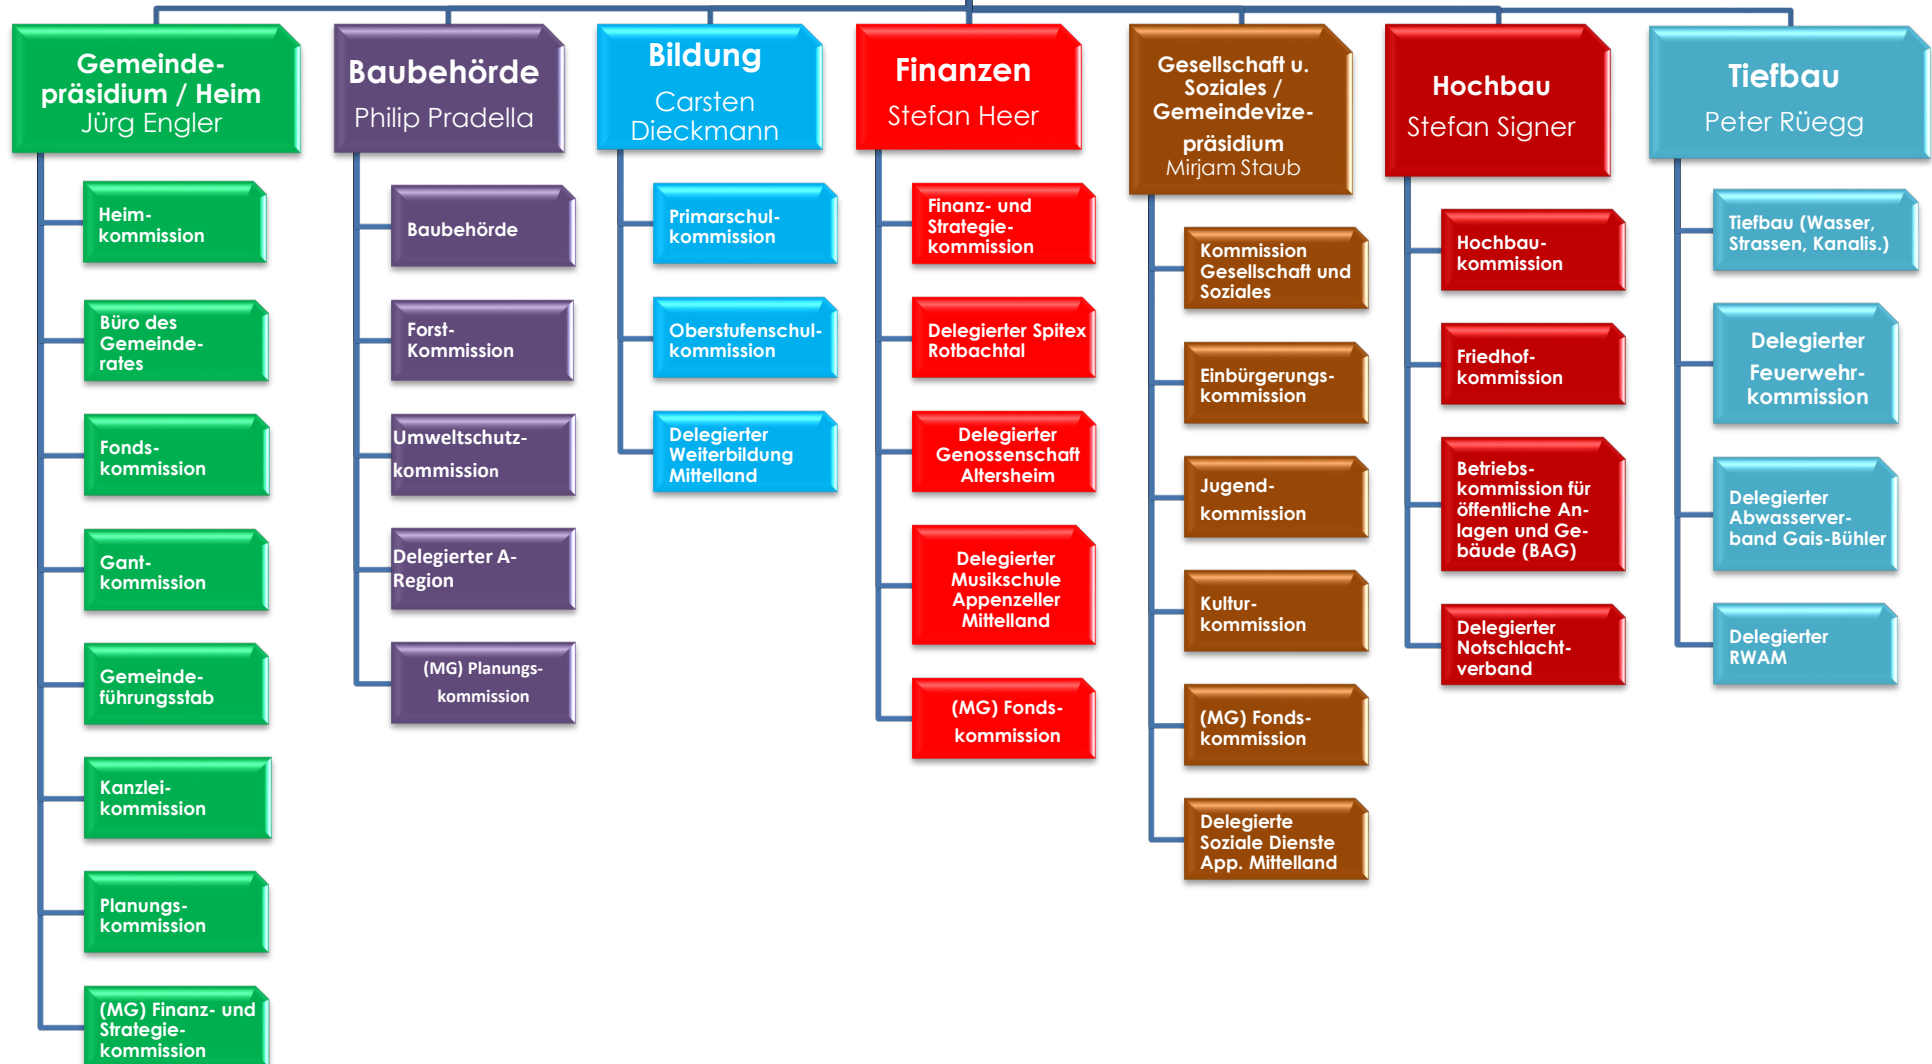 Gemeinde-
präsidium / Heim
Jürg Engler
Heim-
kommission
Büro des
Gemeinde-
rates
Fonds-
kommission
Gant-
kommission
Gemeinde-
führungsstab
Kanzlei-
kommission
Planungs-
kommission
(MG) Finanz- und
Strategie-
kommission
Baubehörde
Philip Pradella
Baubehörde
Forst-
Kommission
Umweltschutz-
kommission
Delegierter A-
Region
(MG) Planungs-
kommission
Bildung
Carsten
Dieckmann
Primarschul-
kommission
Oberstufenschul-
kommission
Delegierter
Weiterbildung
Mittelland
Finanzen
Stefan Heer
Finanz- und
Strategie-
kommission
Delegierter Spitex
Rotbachtal
Delegierter
Genossenschaft
Altersheim
Delegierter
Musikschule
Appenzeller
Mittelland
(MG) Fonds-
kommission
Gesellschaft u.
Soziales /
Gemeindevize-
präsidium
Mirjam Staub
Kommission
Gesellschaft und
Soziales
Einbürgerungs-
kommission
Jugend-
kommission
Kultur-
kommission
(MG) Fonds-
kommission
Delegierte
Soziale Dienste
App. Mittelland
Hochbau
Stefan Signer
Hochbau-
kommission
Friedhof-
kommission
Betriebs-
kommission für
öffentliche An-
lagen und Ge-
bäude (BAG)
Delegierter
Notschlacht-
verband
Tiefbau
Peter Rüegg
Tiefbau (Wasser,
Strassen, Kanalis.)
Delegierter
Feuerwehr-
kommission
Delegierter
Abwasserver-
band Gais-Bühler
Delegierter
RWAM